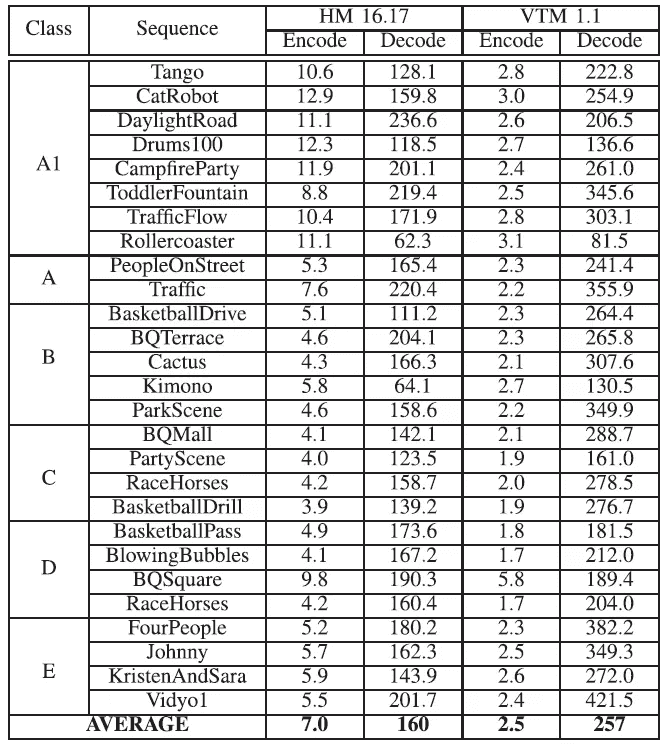 Class Sequence HM 16.17 VTM 1.1
Encode Decode Encode Decode
A1
Tango 10.6 128.1 2.8 222.8
CatRobot 12.9 159.8 3.0 254.9
DaylightRoad 11.1 236.6 2.6 206.5
Drums100 12.3 118.5 2.7 136.6
CampfireParty 11.9 201.1 2.4 261.0
ToddlerFountain 8.8 219.4 2.5 345.6
TrafficFlow 10.4 171.9 2.8 303.1
Rollercoaster 11.1 62.3 3.1 81.5
A
PeopleOnStreet 5.3 165.4 2.3 241.4
Traffic 7.6 220.4 2.2 355.9
B
BasketballDrive 5.1 111.2 2.3 264.4
BQTerrace 4.6 204.1 2.3 265.8
Cactus 4.3 166.3 2.1 307.6
Kimono 5.8 64.1 2.7 130.5
ParkScene 4.6 158.6 2.2 349.9
C
BQMall 4.1 142.1 2.1 288.7
PartyScene 4.0 123.5 1.9 161.0
RaceHorses 4.2 158.7 2.0 278.5
BasketballDrill 3.9 139.2 1.9 276.7
D
BasketballPass 4.9 173.6 1.8 181.5
BlowingBubbles 4.1 167.2 1.7 212.0
BQSquare 9.8 190.3 5.8 189.4
RaceHorses 4.2 160.4 1.7 204.0
E
FourPeople 5.2 180.2 2.3 382.2
Johnny 5.7 162.3 2.5 349.3
KristenAndSara 5.9 143.9 2.6 272.0
Vidyo1 5.5 201.7 2.4 421.5
AVERAGE 7.0 160 2.5 257